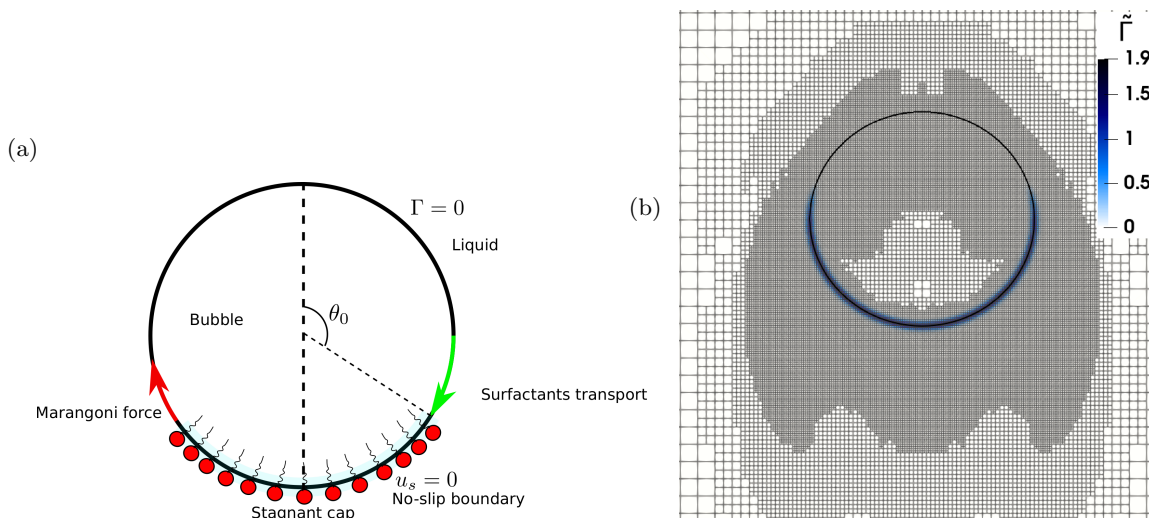 (a)
Γ = 0
Liquid
Bubble
θ₀
Marangoni force
Surfactants transport
uₛ = 0
No-slip boundary
Stagnant cap
(b)
Γ̃
1.9
1.5
1
0.5
0